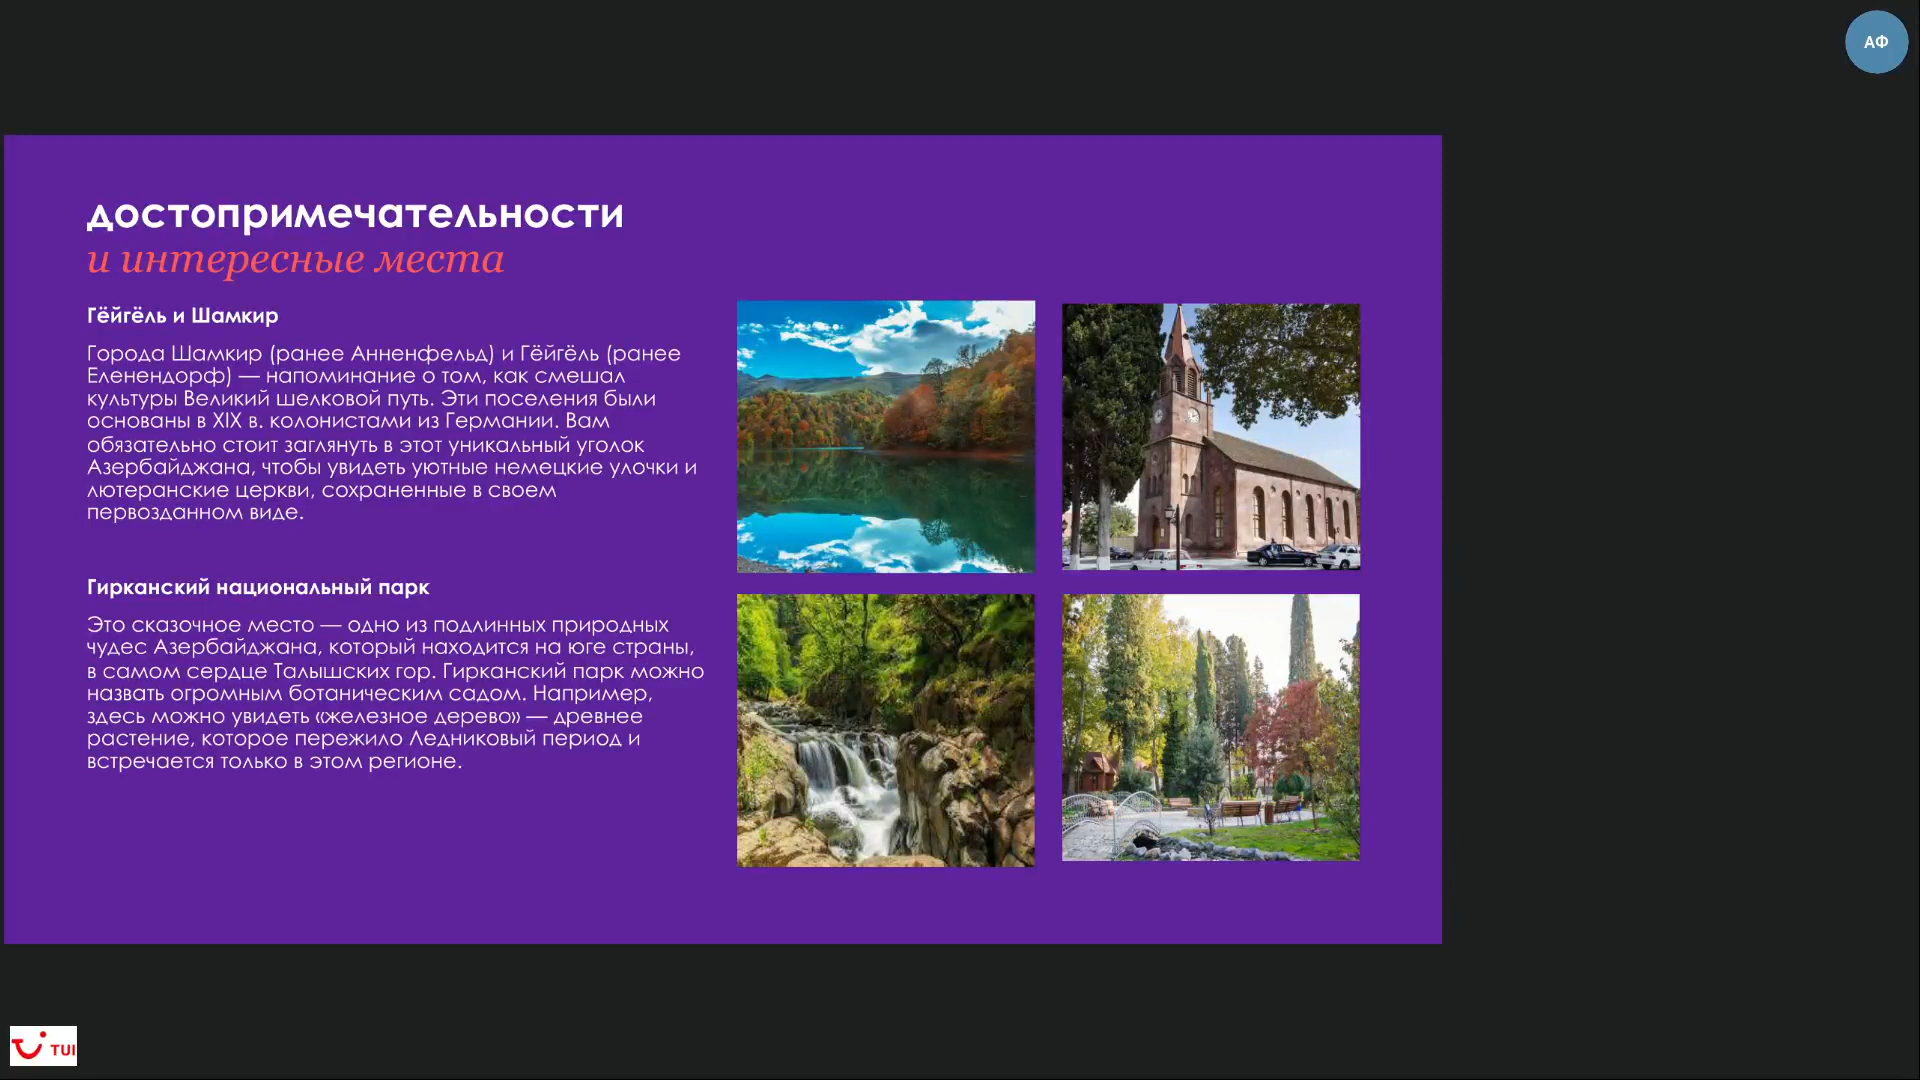 АФ
достопримечательности
и интересные места
Гёйгёль и Шамкир
Города Шамкир (ранее Анненфельд) и Гёйгёль (ранее
Еленендорф) — напоминание о том, как смешал
культуры Великий шелковой путь. Эти поселения были
основаны в XIX в. колонистами из Германии. Вам
обязательно стоит заглянуть в этот уникальный уголок
Азербайджана, чтобы увидеть уютные немецкие улочки и
лютеранские церкви, сохраненные в своем
первозданном виде.
Гирканский национальный парк
Это сказочное место — одно из подлинных природных
чудес Азербайджана, который находится на юге страны,
в самом сердце Талышских гор. Гирканский парк можно
назвать огромным ботаническим садом. Например,
здесь можно увидеть «железное дерево» — древнее
растение, которое пережило Ледниковый период и
встречается только в этом регионе.
TUI